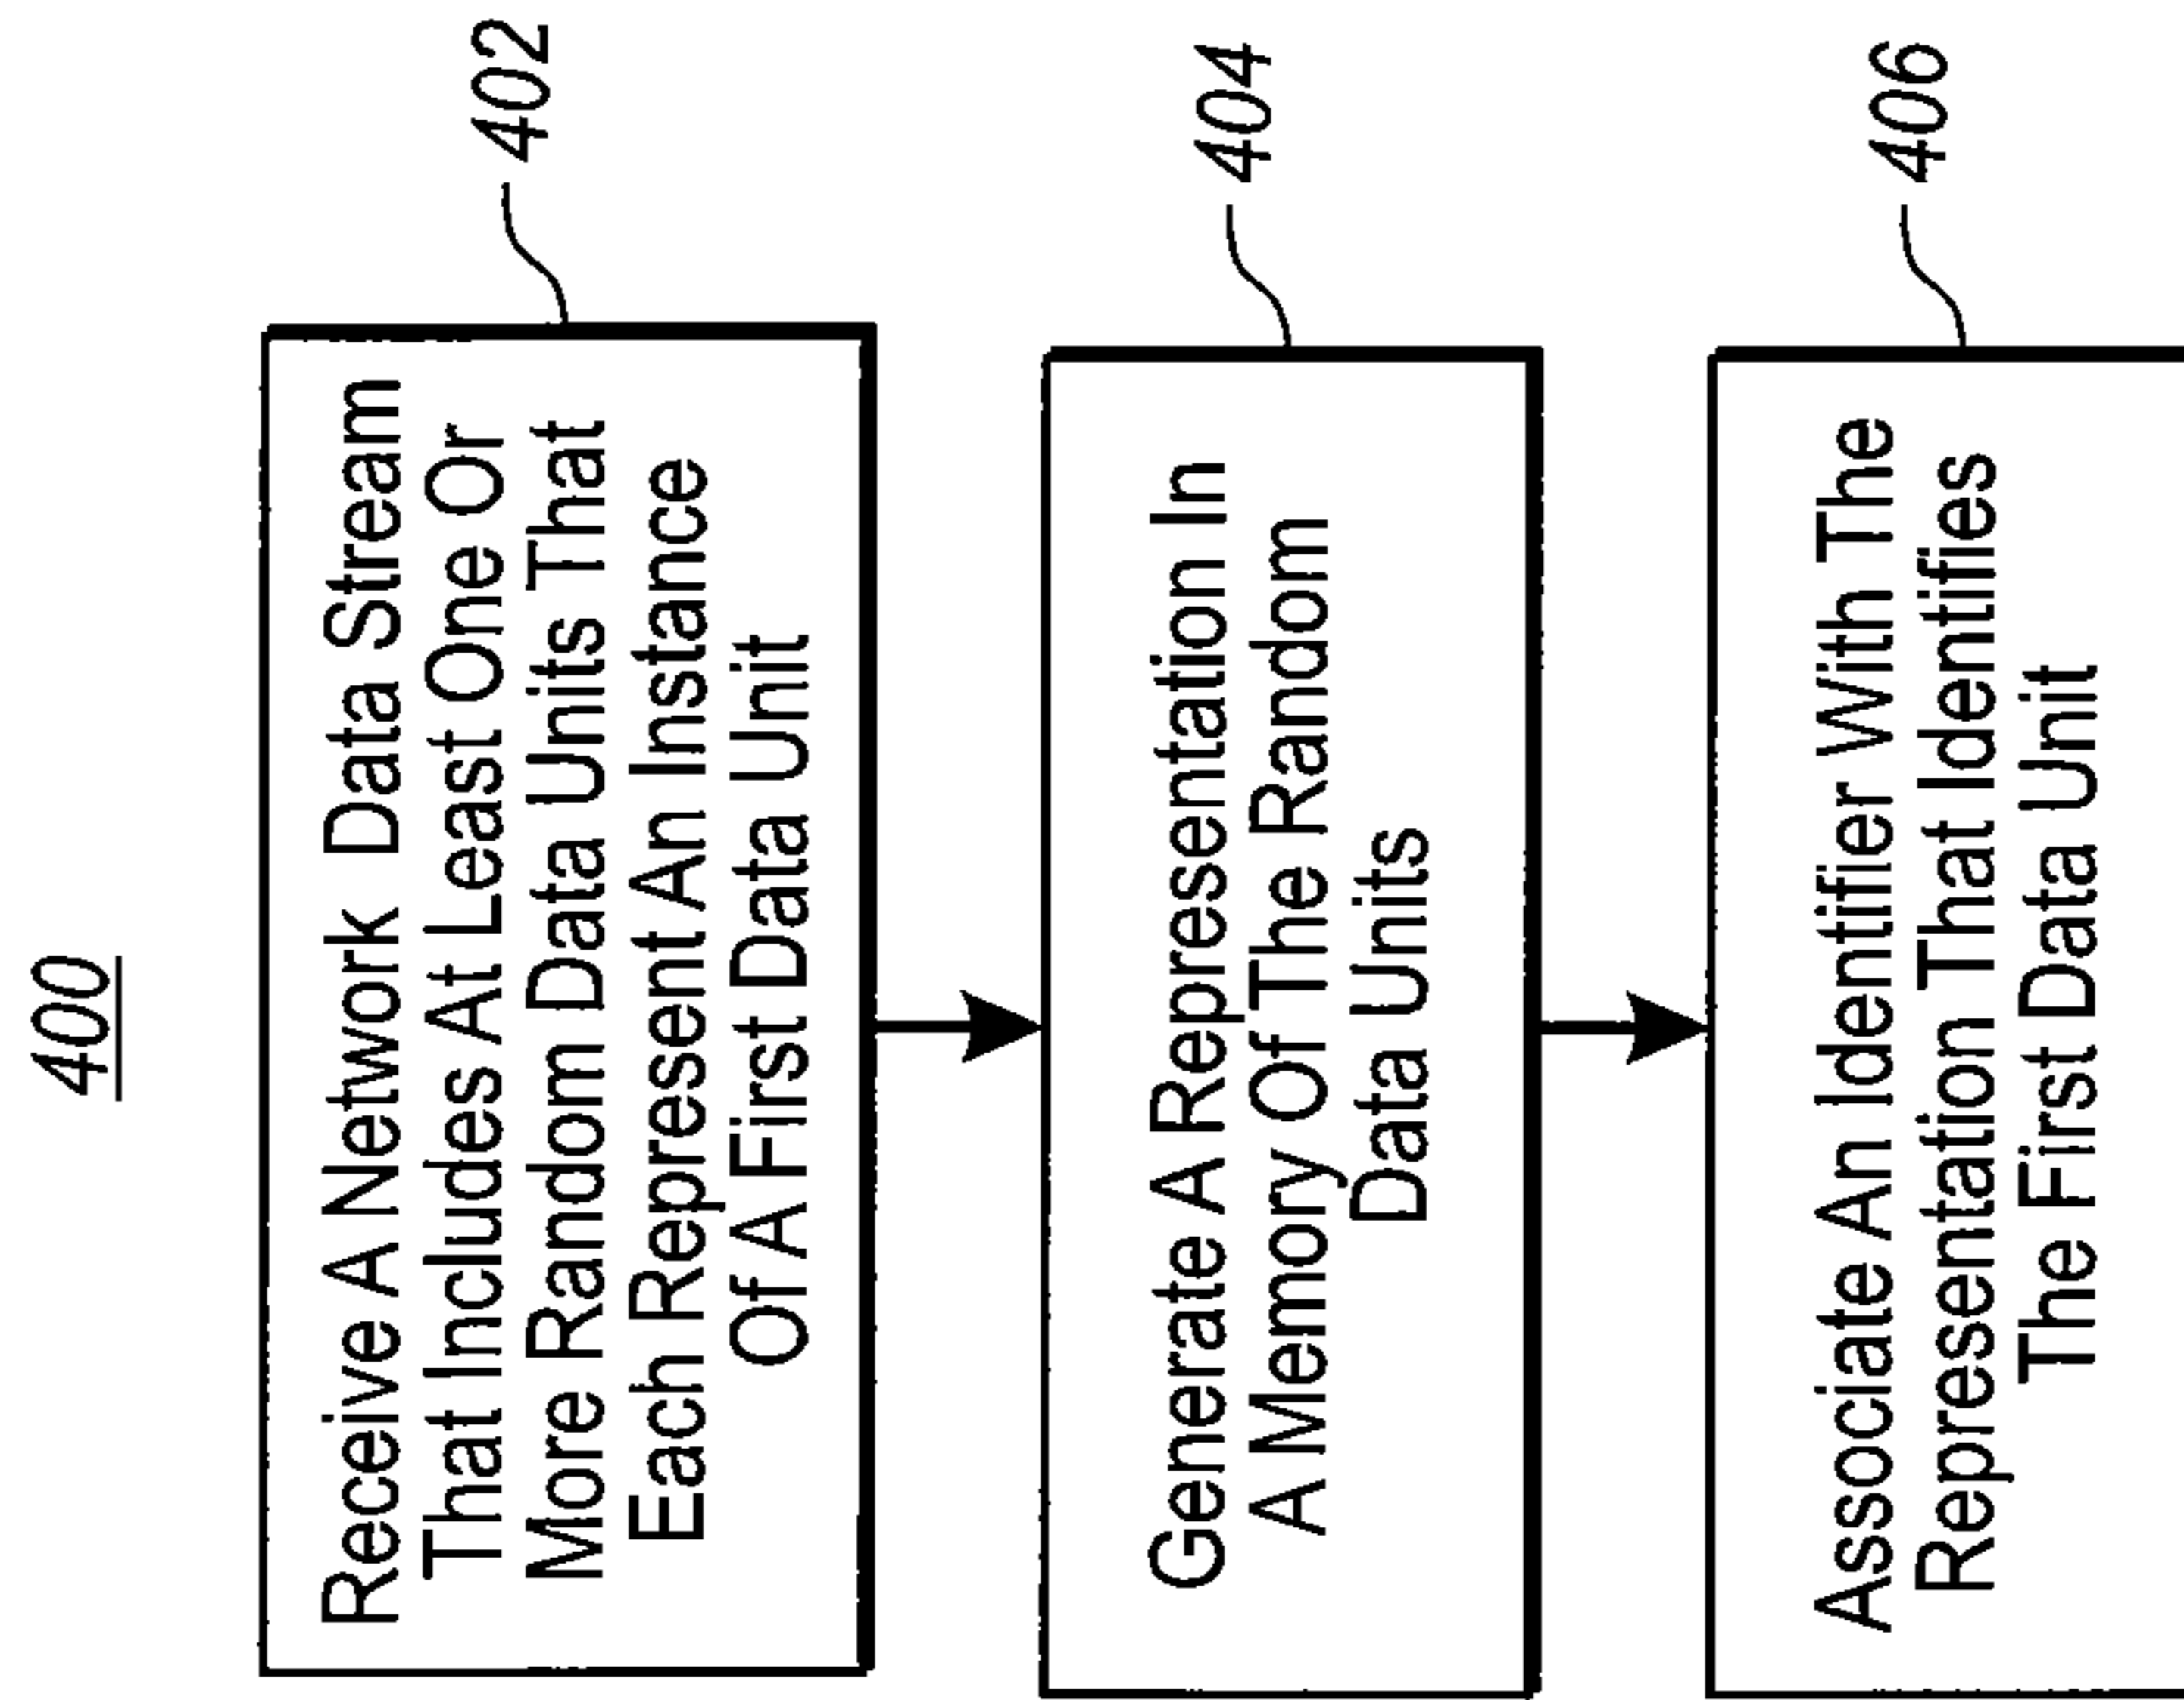 400
Receive A Network Data Stream
That Includes At Least One Or
More Random Data Units That
Each Represent An Instance
Of A First Data Unit
402
Generate A Representation In
A Memory Of The Random
Data Units
404
Associate An Identifier With The
Representation That Identifies
The First Data Unit
406